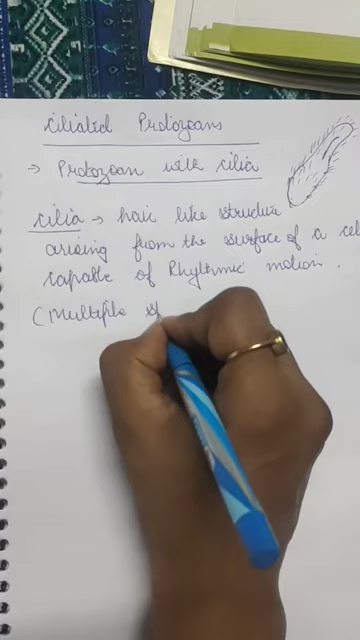 Ciliated Protozoans
→ Protozoan with cilia
Cilia → hair like structure
arising from the surface of a cel
capable of Rhythmic motion.
(Multiple st